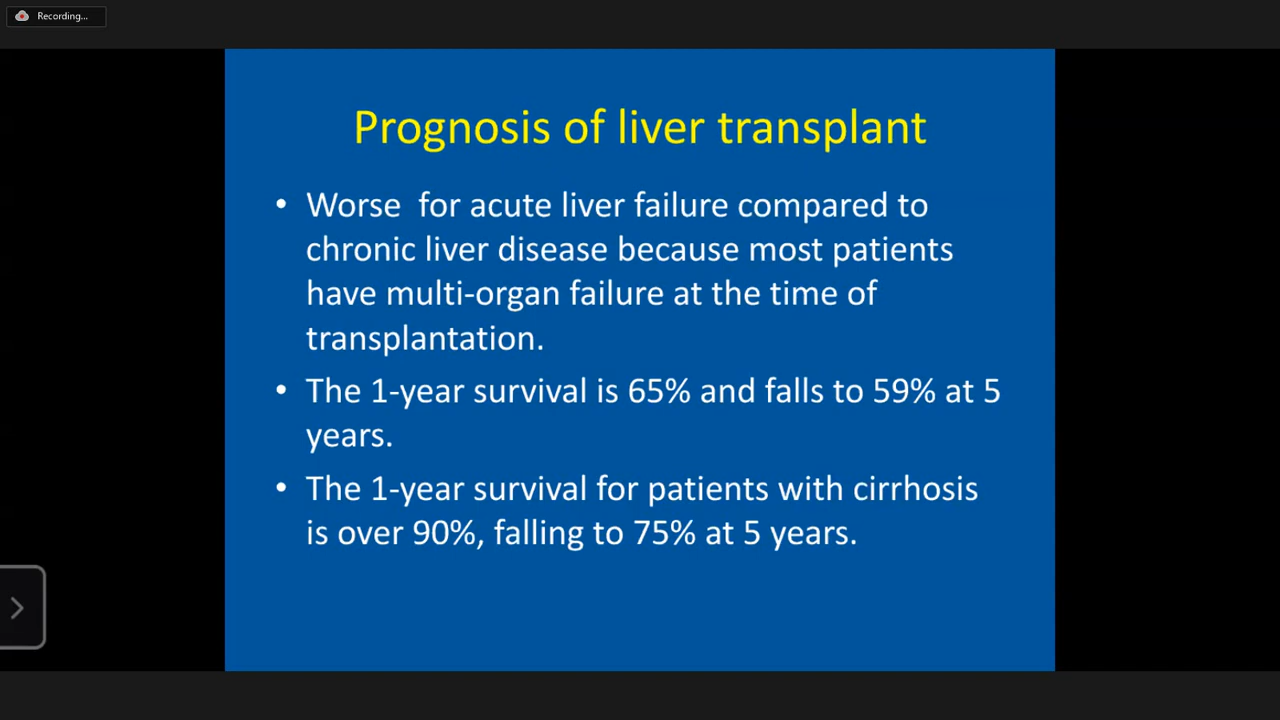 Recording...
Prognosis of liver transplant
• Worse  for acute liver failure compared to
chronic liver disease because most patients
have multi-organ failure at the time of
transplantation.
• The 1-year survival is 65% and falls to 59% at 5
years.
• The 1-year survival for patients with cirrhosis
is over 90%, falling to 75% at 5 years.